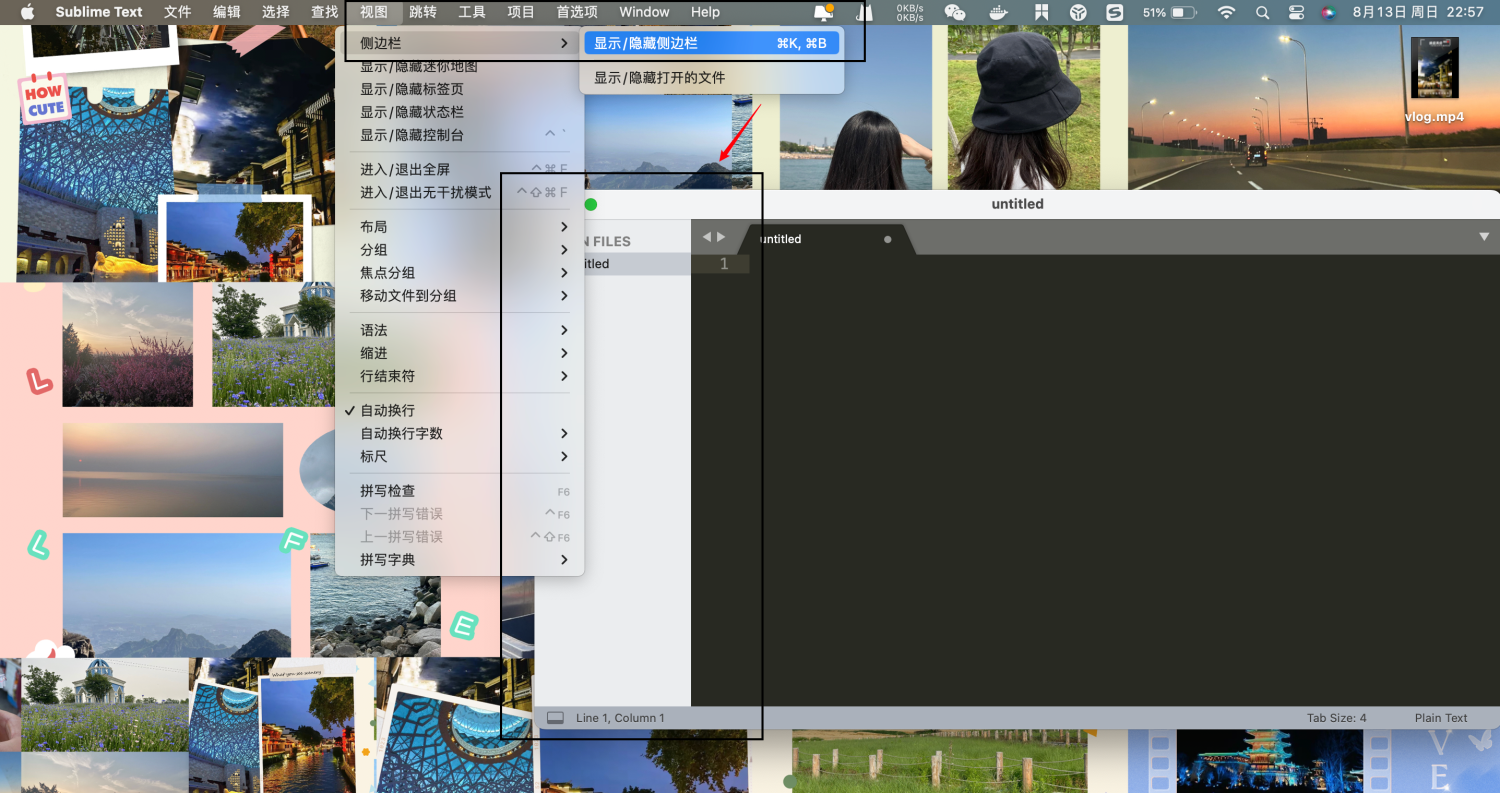 Sublime Text 文件 编辑 选择 查找 视图 跳转 工具 项目 首选项 Window Help 0KB/s 0KB/s 51% 8月13日 周日 22:57
侧边栏
显示/隐藏侧边栏 ⌘K, ⌘B
显示/隐藏打开的文件
显示/隐藏迷你地图
显示/隐藏标签页
显示/隐藏状态栏
显示/隐藏控制台 ^ `
进入/退出全屏 ^⌘F
进入/退出无干扰模式 ^⇧⌘F
布局
分组
焦点分组
移动文件到分组
语法
缩进
行结束符
✓ 自动换行
自动换行字数
标尺
拼写检查 F6
下一拼写错误 ^F6
上一拼写错误 ^⇧F6
拼写字典
untitled
N FILES
itled
untitled
1
Line 1, Column 1
Tab Size: 4
Plain Text
vlog.mp4
HOW
CUTE
L
L
F
E
What you see scenery
V
E